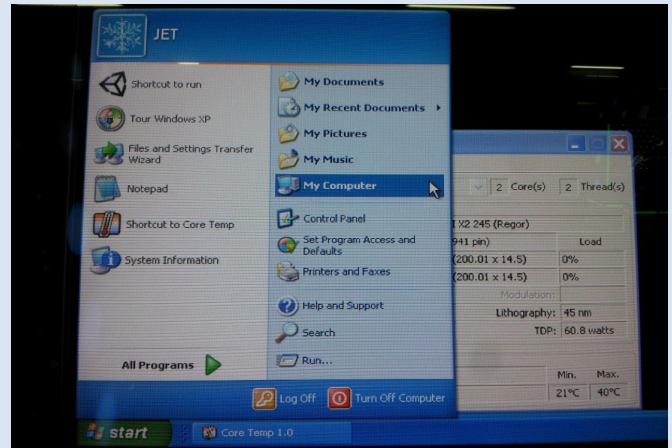 JET
Shortcut to run
Tour Windows XP
Files and Settings Transfer
Wizard
Notepad
Shortcut to Core Temp
System Information
All Programs
My Documents
My Recent Documents
My Pictures
My Music
My Computer
Control Panel
Set Program Access and
Defaults
Printers and Faxes
Help and Support
Search
Run...
Log Off
Turn Off Computer
2 Core(s) 2 Thread(s)
X2 245 (Regor)
941 pin) Load
(200.01 x 14.5) 0%
(200.01 x 14.5) 0%
Modulation:
Lithography: 45 nm
TDP: 60.8 watts
Min. Max.
21°C 40°C
start
Core Temp 1.0